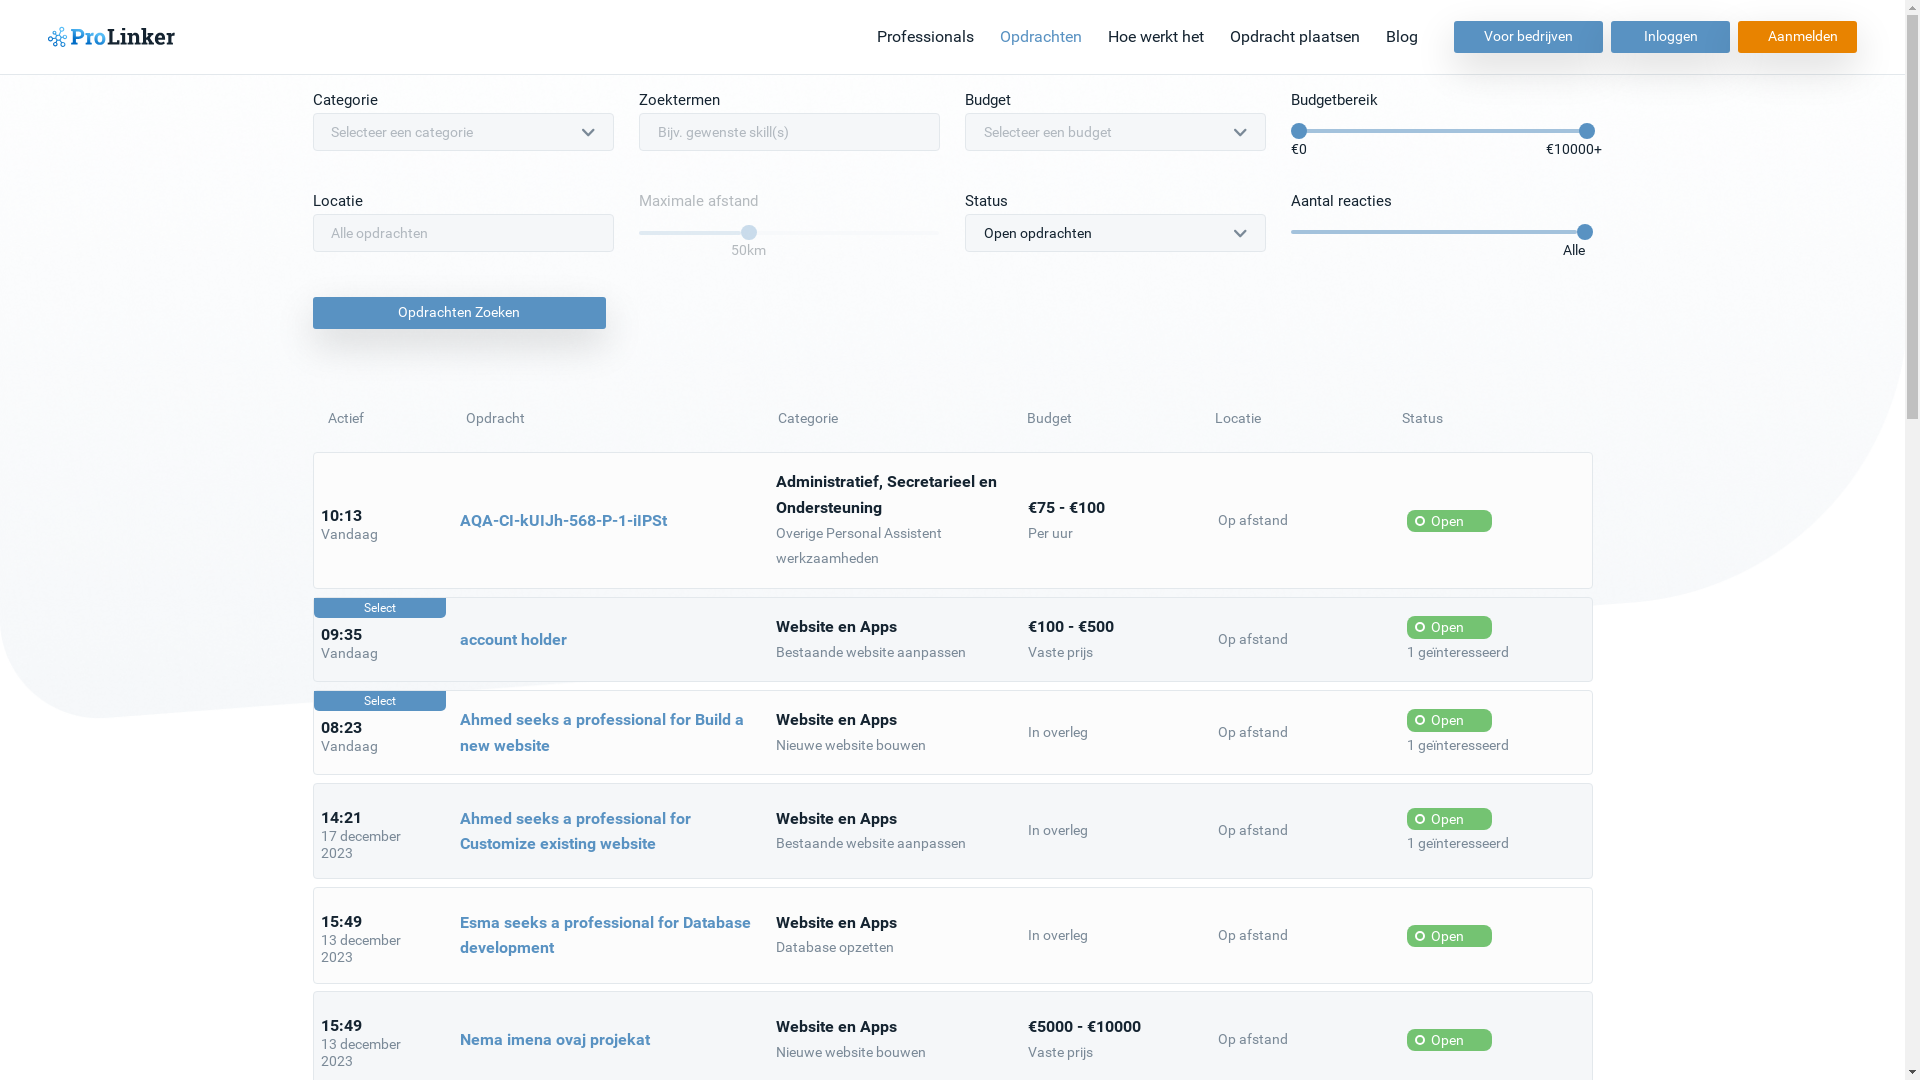 ProLinker
Professionals
Opdrachten
Hoe werkt het
Opdracht plaatsen
Blog
Voor bedrijven
Inloggen
Aanmelden
Categorie
Zoektermen
Budget
Budgetbereik
Selecteer een categorie
Bijv. gewenste skill(s)
Selecteer een budget
€0
€10000+
Locatie
Maximale afstand
Status
Aantal reacties
Alle opdrachten
50km
Open opdrachten
Alle
Opdrachten Zoeken
Actief
Opdracht
Categorie
Budget
Locatie
Status
10:13
Vandaag
AQA-CI-kUIJh-568-P-1-iIPSt
Administratief, Secretarieel en
Ondersteuning
Overige Personal Assistent
werkzaamheden
€75 - €100
Per uur
Op afstand
Open
Select
09:35
Vandaag
account holder
Website en Apps
Bestaande website aanpassen
€100 - €500
Vaste prijs
Op afstand
Open
1 geïnteresseerd
Select
08:23
Vandaag
Ahmed seeks a professional for Build a
new website
Website en Apps
Nieuwe website bouwen
In overleg
Op afstand
Open
1 geïnteresseerd
14:21
17 december
2023
Ahmed seeks a professional for
Customize existing website
Website en Apps
Bestaande website aanpassen
In overleg
Op afstand
Open
1 geïnteresseerd
15:49
13 december
2023
Esma seeks a professional for Database
development
Website en Apps
Database opzetten
In overleg
Op afstand
Open
15:49
13 december
2023
Nema imena ovaj projekat
Website en Apps
Nieuwe website bouwen
€5000 - €10000
Vaste prijs
Op afstand
Open